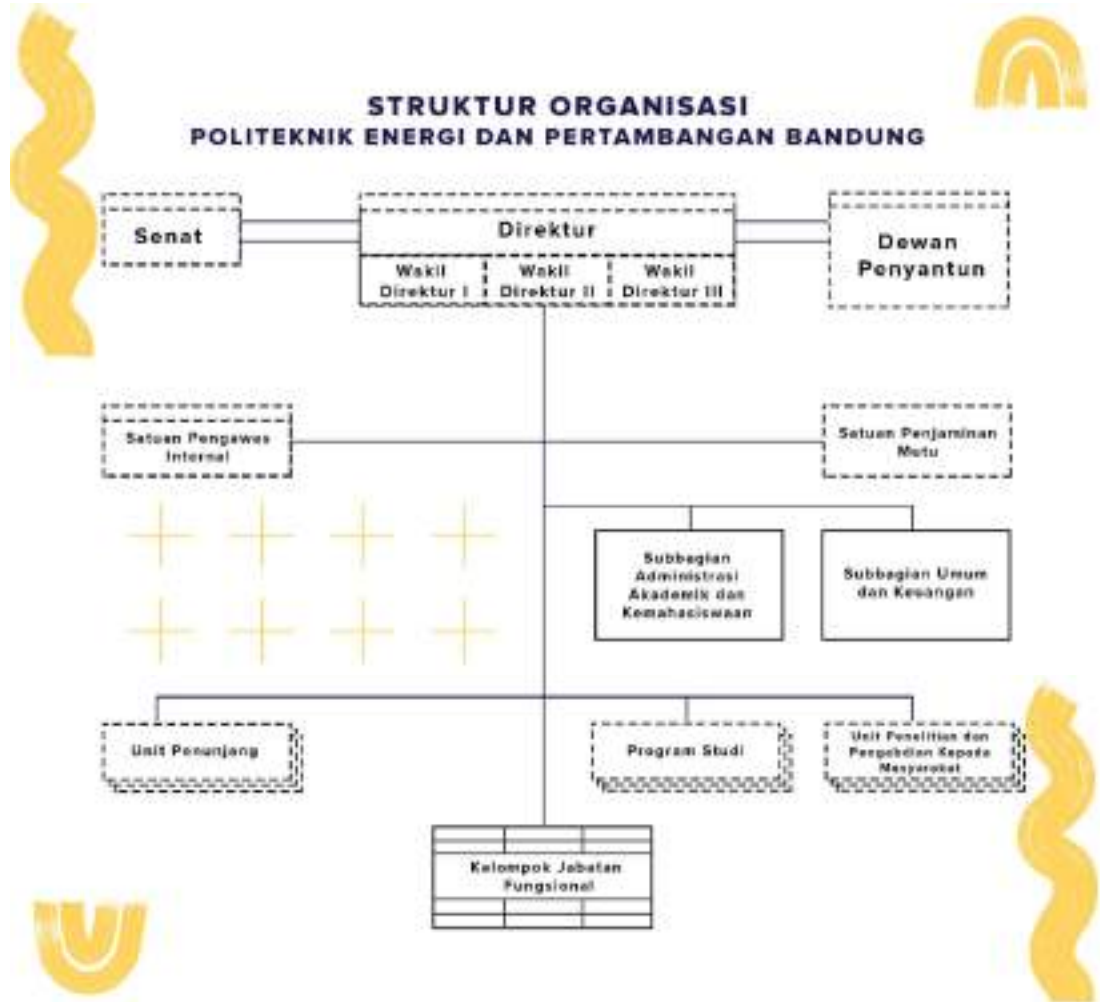 STRUKTUR ORGANISASI
POLITEKNIK ENERGI DAN PERTAMBANGAN BANDUNG
Senat
Direktur
Dewan
Penyantun
Wakil
Direktur I
Wakil
Direktur II
Wakil
Direktur III
Satuan Pengawas
Internal
Satuan Penjaminan
Mutu
Subbagian
Administrasi
Akademik dan
Kemahasiswaan
Subbagian Umum
dan Keuangan
Unit Penunjang
Program Studi
Unit Penelitian dan
Pengabdian Kepada
Masyarakat
Kelompok Jabatan
Fungsional